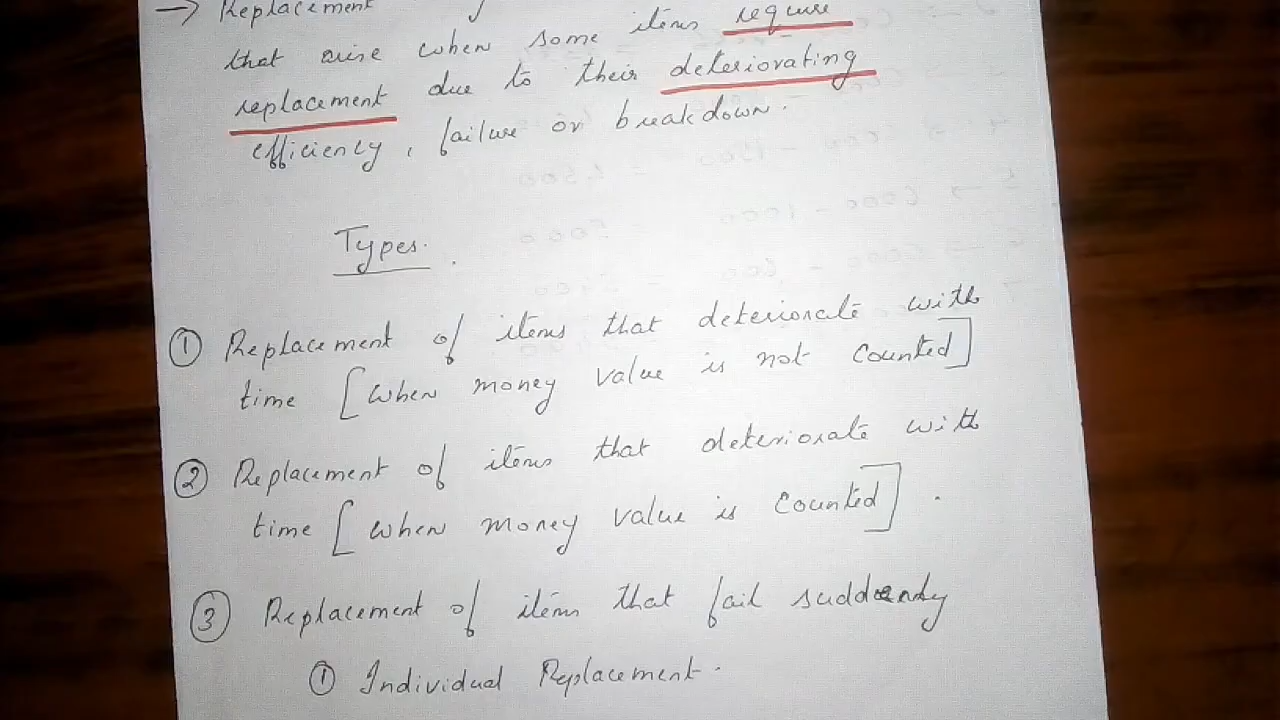 → Replacement
that arise when some items require
replacement due to their deteriorating
efficiency, failure or breakdown.
Types.
① Replacement of items that deteriorate with
time [when money value is not counted]
② Replacement of items that deteriorate with
time [when money value is counted].
③ Replacement of items that fail suddenly
① Individual Replacement.